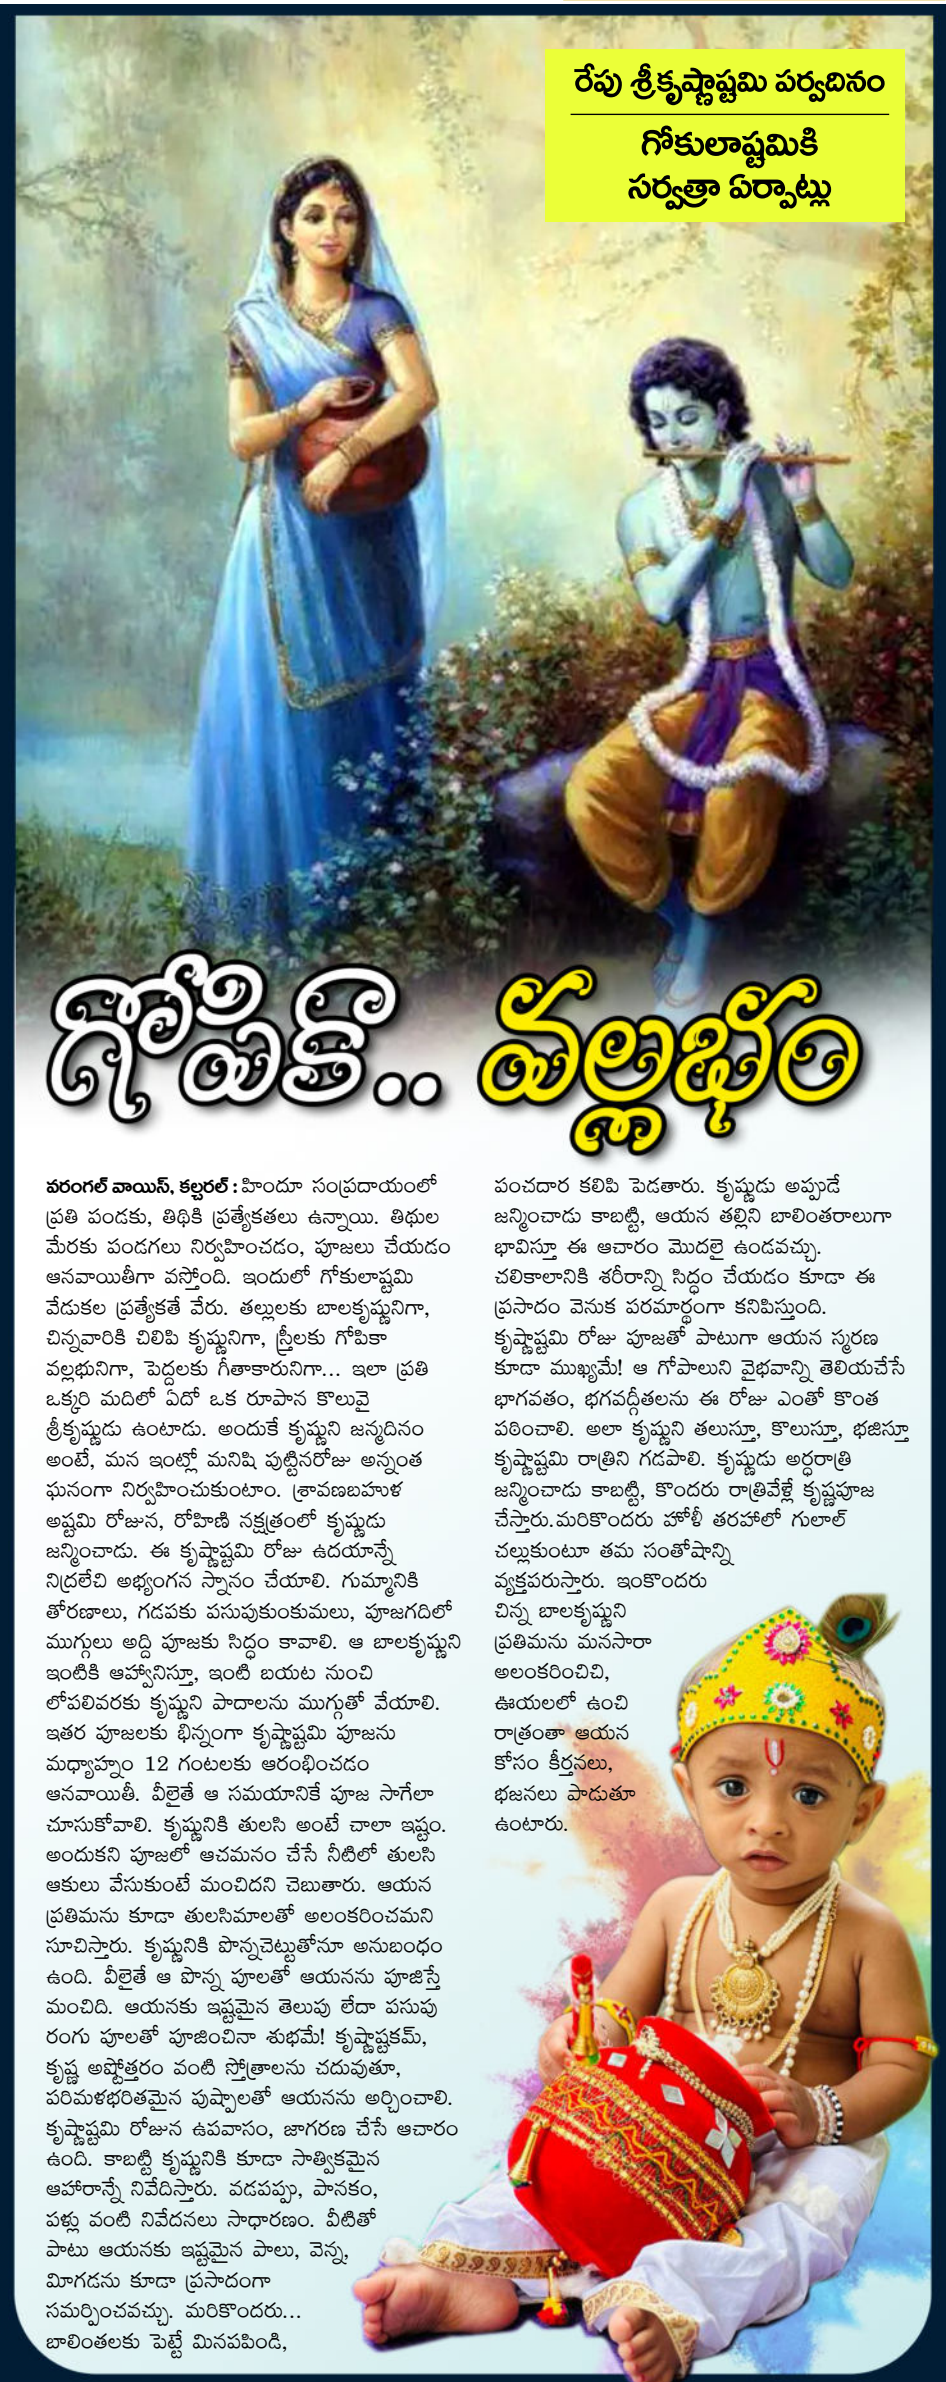 రేపు శ్రీకృష్ణాష్టమి పర్వదినం
గోకులాష్టమికి
సర్వత్రా ఏర్పాట్లు
గోపికా.. వల్లభం
వరంగల్ వాయిస్, కల్చరల్ : హిందూ సంప్రదాయంలో
ప్రతి పండకు, తిథికి ప్రత్యేకతలు ఉన్నాయి. తిథుల
మేరకు పండగలు నిర్వహించడం, పూజలు చేయడం
ఆనవాయితీగా వస్తోంది. ఇందులో గోకులాష్టమి
వేడుకల ప్రత్యేకతే వేరు. తల్లులకు బాలకృష్ణునిగా,
చిన్నవారికి చిలిపి కృష్ణునిగా, స్త్రీలకు గోపికా
వల్లభునిగా, పెద్దలకు గీతాకారునిగా... ఇలా ప్రతి
ఒక్కరి మదిలో ఏదో ఒక రూపాన కొలువై
శ్రీకృష్ణుడు ఉంటాడు. అందుకే కృష్ణుని జన్మదినం
అంటే, మన ఇంట్లో మనిషి పుట్టినరోజు అన్నంత
ఘనంగా నిర్వహించుకుంటాం. శ్రావణబహుళ
అష్టమి రోజున, రోహిణి నక్షత్రంలో కృష్ణుడు
జన్మించాడు. ఈ కృష్ణాష్టమి రోజు ఉదయాన్నే
నిద్రలేచి అభ్యంగన స్నానం చేయాలి. గుమ్మానికి
తోరణాలు, గడపకు పసుపుకుంకుమలు, పూజగదిలో
ముగ్గులు అద్ది పూజకు సిద్ధం కావాలి. ఆ బాలకృష్ణుని
ఇంటికి ఆహ్వానిస్తూ, ఇంటి బయట నుంచి
లోపలివరకు కృష్ణుని పాదాలను ముగ్గుతో వేయాలి.
ఇతర పూజలకు భిన్నంగా కృష్ణాష్టమి పూజను
మధ్యాహ్నం 12 గంటలకు ఆరంభించడం
ఆనవాయితీ. వీలైతే ఆ సమయానికే పూజ సాగేలా
చూసుకోవాలి. కృష్ణునికి తులసి అంటే చాలా ఇష్టం.
అందుకని పూజలో ఆచమనం చేసే నీటిలో తులసి
ఆకులు వేసుకుంటే మంచిదని చెబుతారు. ఆయన
ప్రతిమను కూడా తులసిమాలతో అలంకరించమని
సూచిస్తారు. కృష్ణునికి పొన్నచెట్టుతోనూ అనుబంధం
ఉంది. వీలైతే ఆ పొన్న పూలతో ఆయనను పూజిస్తే
మంచిది. ఆయనకు ఇష్టమైన తెలుపు లేదా పసుపు
రంగు పూలతో పూజించినా శుభమే! కృష్ణాష్టకమ్,
కృష్ణ అష్టోత్తరం వంటి స్తోత్రాలను చదువుతూ,
పరిమళభరితమైన పుష్పాలతో ఆయనను అర్చించాలి.
కృష్ణాష్టమి రోజున ఉపవాసం, జాగరణ చేసే ఆచారం
ఉంది. కాబట్టి కృష్ణునికి కూడా సాత్వికమైన
ఆహారాన్నే నివేదిస్తారు. వడపప్పు, పానకం,
పళ్లు వంటి నివేదనలు సాధారణం. వీటితో
పాటు ఆయనకు ఇష్టమైన పాలు, వెన్న,
మీగడను కూడా ప్రసాదంగా
సమర్పించవచ్చు. మరికొందరు...
బాలింతలకు పెట్టే మినపపిండి,
పంచదార కలిపి పెడతారు. కృష్ణుడు అప్పుడే
జన్మించాడు కాబట్టి, ఆయన తల్లిని బాలింతరాలుగా
భావిస్తూ ఈ ఆచారం మొదలై ఉండవచ్చు.
చలికాలానికి శరీరాన్ని సిద్ధం చేయడం కూడా ఈ
ప్రసాదం వెనుక పరమార్థంగా కనిపిస్తుంది.
కృష్ణాష్టమి రోజు పూజతో పాటుగా ఆయన స్మరణ
కూడా ముఖ్యమే! ఆ గోపాలుని వైభవాన్ని తెలియచేసే
భాగవతం, భగవద్గీతలను ఈ రోజు ఎంతో కొంత
పఠించాలి. అలా కృష్ణుని తలుస్తూ, కొలుస్తూ, భజిస్తూ
కృష్ణాష్టమి రాత్రిని గడపాలి. కృష్ణుడు అర్ధరాత్రి
జన్మించాడు కాబట్టి, కొందరు రాత్రివేళ్లే కృష్ణపూజ
చేస్తారు.మరికొందరు హోళీ తరహాలో గులాల్
చల్లుకుంటూ తమ సంతోషాన్ని
వ్యక్తపరుస్తారు. ఇంకొందరు
చిన్న బాలకృష్ణుని
ప్రతిమను మనసారా
అలంకరించిచి,
ఊయలలో ఉంచి
రాత్రంతా ఆయన
కోసం కీర్తనలు,
భజనలు పాడుతూ
ఉంటారు.